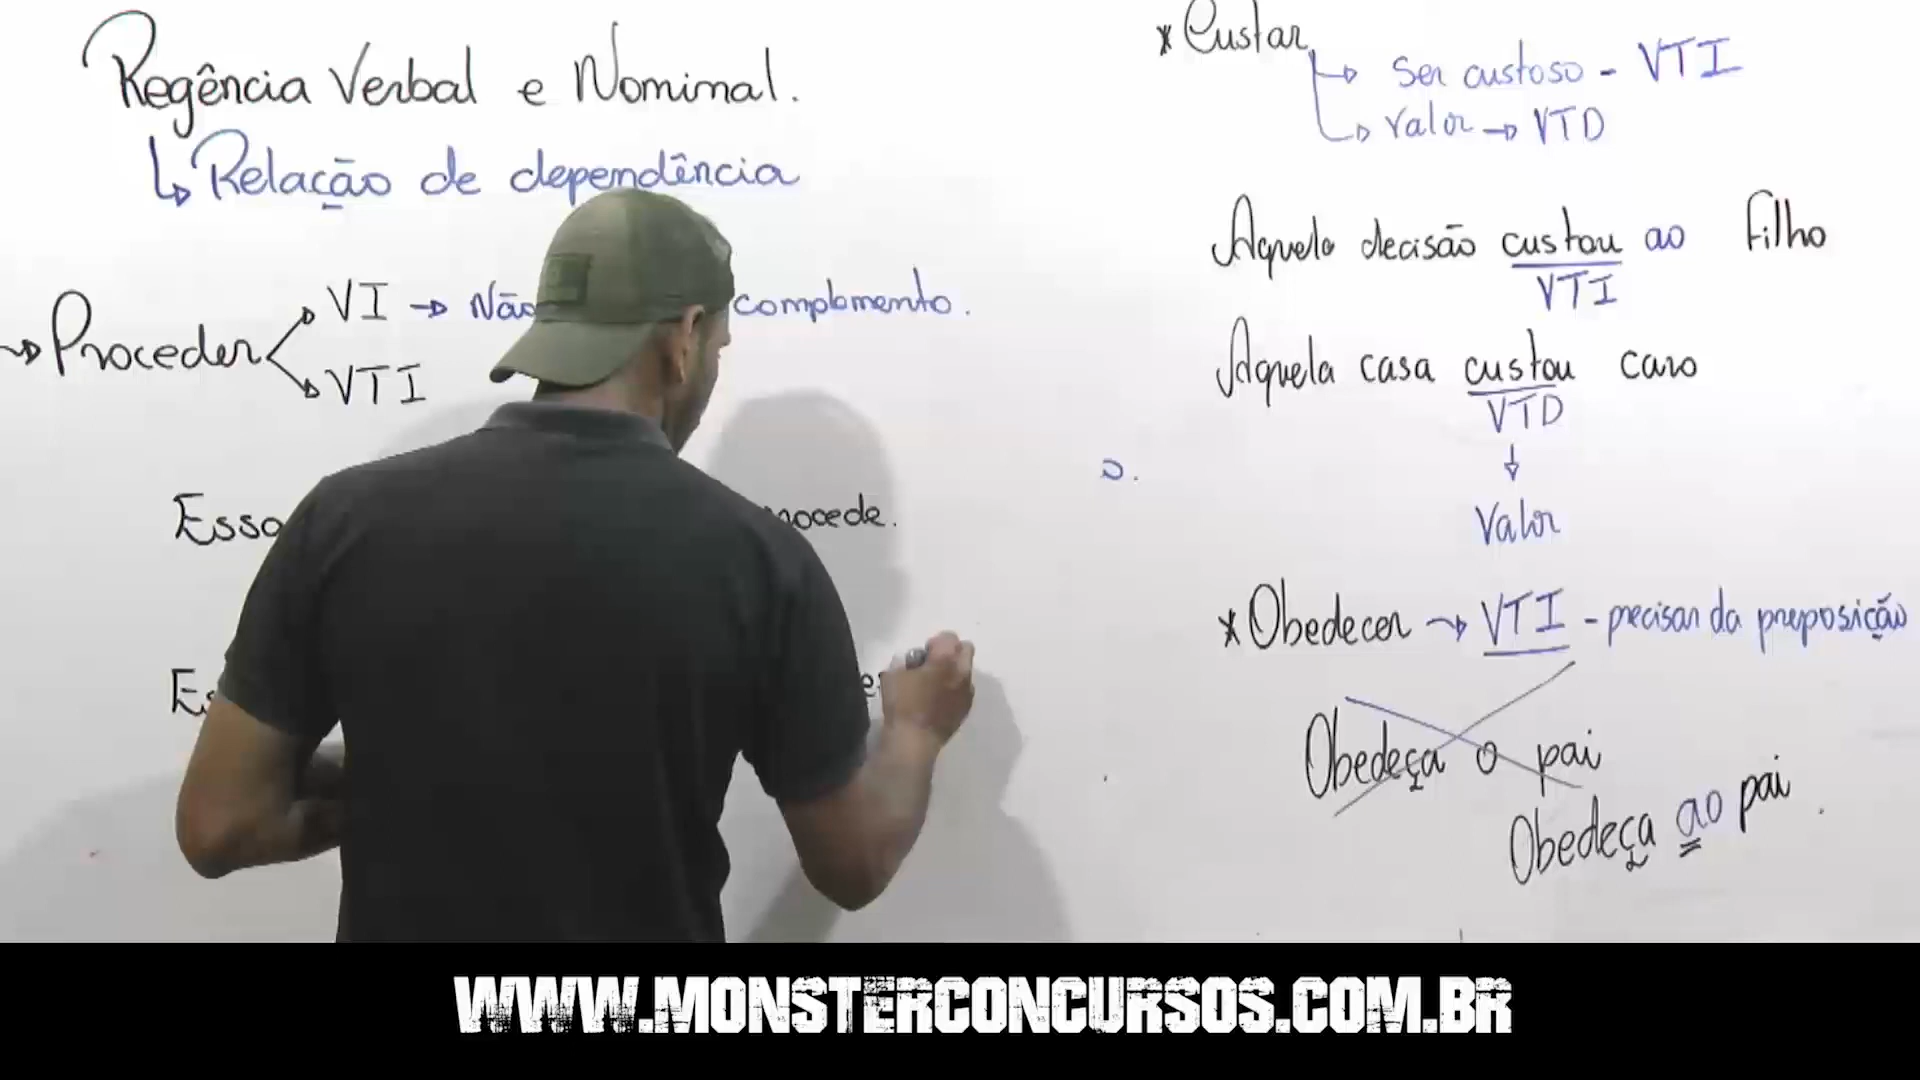 Regência Verbal e Nominal.
↳ Relação de dependência
→ Proceder
VI → Não complemento.
VTI
Essa procede.
* Custar
→ Ser custoso - VTI
→ Valor → VTD
Aquela decisão custou ao filho
VTI
Aquela casa custou caro
VTD
↓
Valor
* Obedecer → VTI - precisar da preposição
Obedeça o pai
Obedeça ao pai.
WWW.MONSTERCONCURSOS.COM.BR